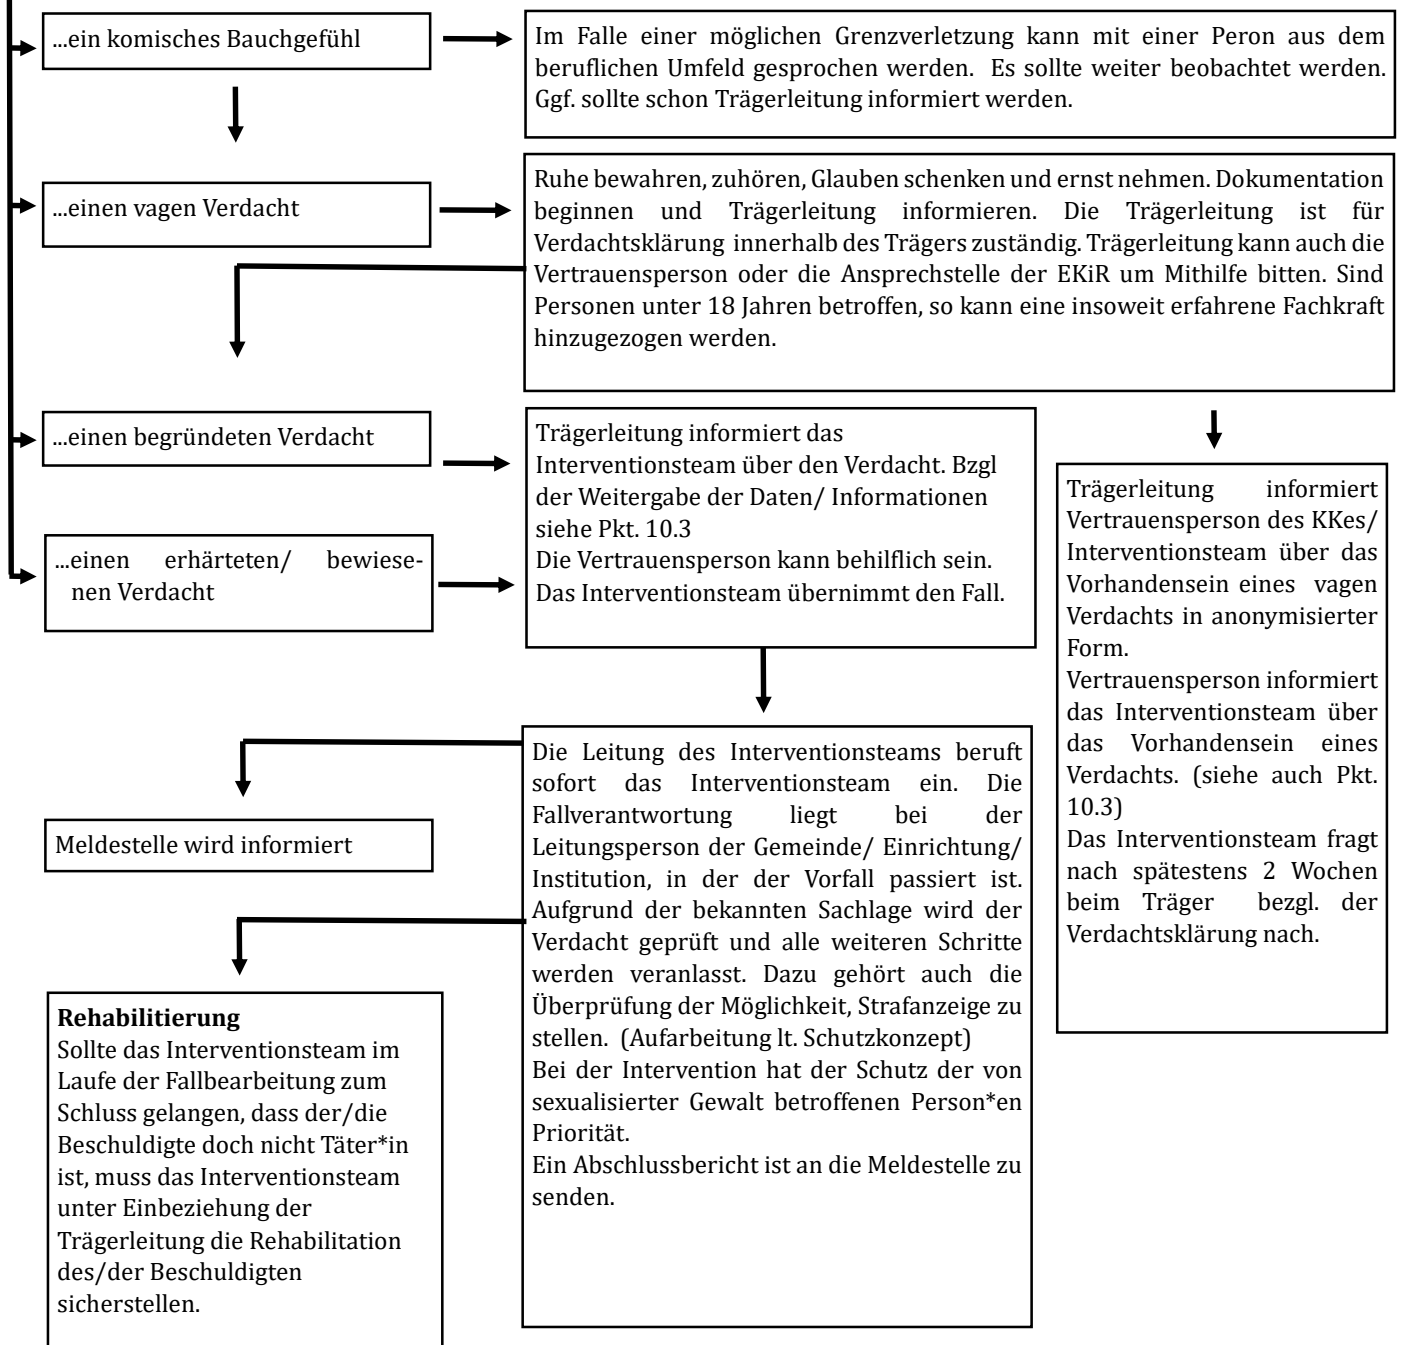 ...ein komisches Bauchgefühl
Im Falle einer möglichen Grenzverletzung kann mit einer Peron aus dem
beruflichen Umfeld gesprochen werden. Es sollte weiter beobachtet werden.
Ggf. sollte schon Trägerleitung informiert werden.
...einen vagen Verdacht
Ruhe bewahren, zuhören, Glauben schenken und ernst nehmen. Dokumentation
beginnen und Trägerleitung informieren. Die Trägerleitung ist für
Verdachtsklärung innerhalb des Trägers zuständig. Trägerleitung kann auch die
Vertrauensperson oder die Ansprechstelle der EKiR um Mithilfe bitten. Sind
Personen unter 18 Jahren betroffen, so kann eine insoweit erfahrene Fachkraft
hinzugezogen werden.
...einen begründeten Verdacht
...einen erhärteten/ bewiese-
nen Verdacht
Trägerleitung informiert das
Interventionsteam über den Verdacht. Bzgl
der Weitergabe der Daten/ Informationen
siehe Pkt. 10.3
Die Vertrauensperson kann behilflich sein.
Das Interventionsteam übernimmt den Fall.
Trägerleitung informiert
Vertrauensperson des KKes/
Interventionsteam über das
Vorhandensein eines vagen
Verdachts in anonymisierter
Form.
Vertrauensperson informiert
das Interventionsteam über
das Vorhandensein eines
Verdachts. (siehe auch Pkt.
10.3)
Das Interventionsteam fragt
nach spätestens 2 Wochen
beim Träger bezgl. der
Verdachtsklärung nach.
Meldestelle wird informiert
Die Leitung des Interventionsteams beruft
sofort das Interventionsteam ein. Die
Fallverantwortung liegt bei der
Leitungsperson der Gemeinde/ Einrichtung/
Institution, in der der Vorfall passiert ist.
Aufgrund der bekannten Sachlage wird der
Verdacht geprüft und alle weiteren Schritte
werden veranlasst. Dazu gehört auch die
Überprüfung der Möglichkeit, Strafanzeige zu
stellen. (Aufarbeitung lt. Schutzkonzept)
Bei der Intervention hat der Schutz der von
sexualisierter Gewalt betroffenen Person*en
Priorität.
Ein Abschlussbericht ist an die Meldestelle zu
senden.
Rehabilitierung
Sollte das Interventionsteam im
Laufe der Fallbearbeitung zum
Schluss gelangen, dass der/die
Beschuldigte doch nicht Täter*in
ist, muss das Interventionsteam
unter Einbeziehung der
Trägerleitung die Rehabilitation
des/der Beschuldigten
sicherstellen.